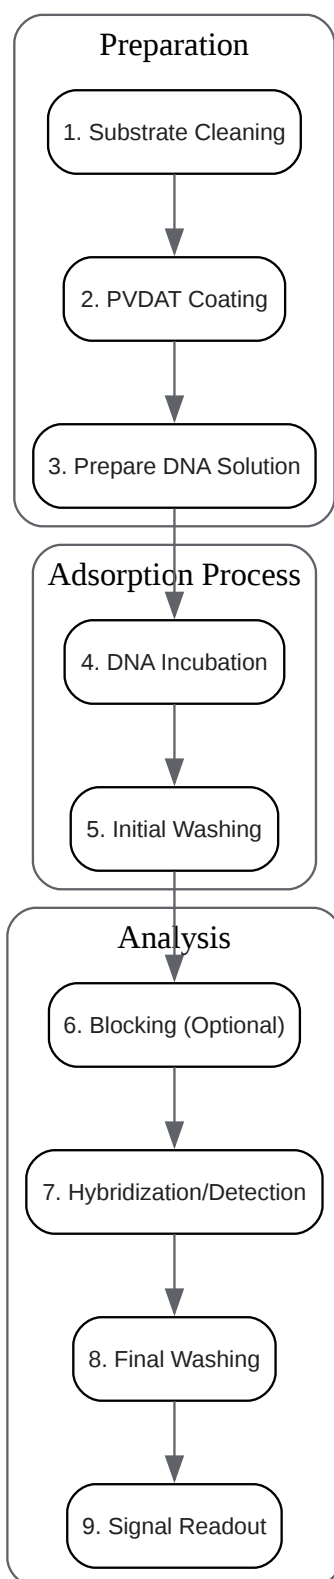 Preparation
1. Substrate Cleaning
2. PVDAT Coating
3. Prepare DNA Solution
Adsorption Process
4. DNA Incubation
5. Initial Washing
Analysis
6. Blocking (Optional)
7. Hybridization/Detection
8. Final Washing
9. Signal Readout